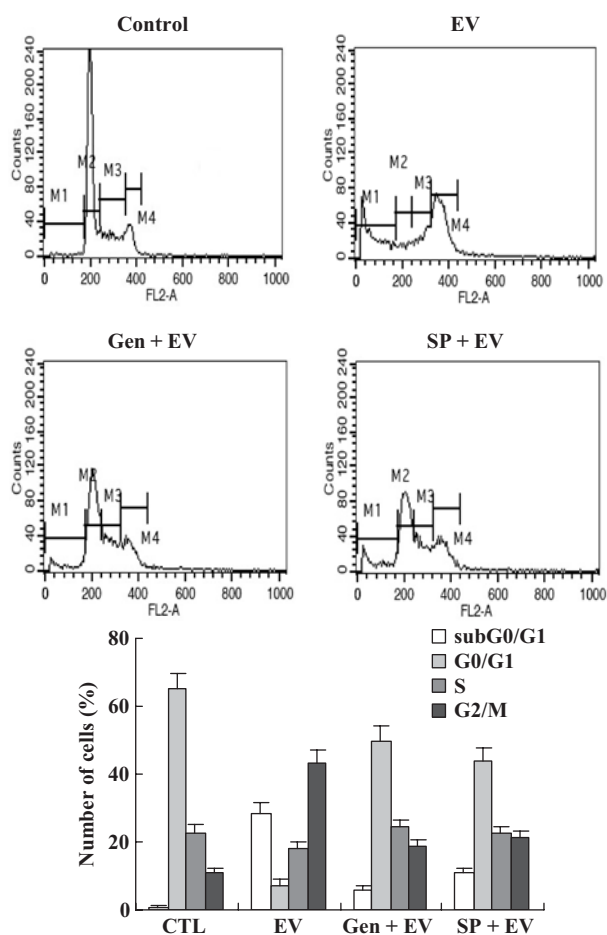 Control
EV
Counts
0 40 80 120 160 200 240
M1
M2
M3
M4
0 200 400 600 800 1000
FL2-A
Counts
0 40 80 120 160 200 240
M1
M2
M3
M4
0 200 400 600 800 1000
FL2-A
Gen + EV
SP + EV
Counts
0 40 80 120 160 200 240
M1
M2
M3
M4
0 200 400 600 800 1000
FL2-A
Counts
0 40 80 120 160 200 240
M1
M2
M3
M4
0 200 400 600 800 1000
FL2-A
Number of cells (%)
80
60
40
20
0
subG0/G1
G0/G1
S
G2/M
CTL EV Gen + EV SP + EV